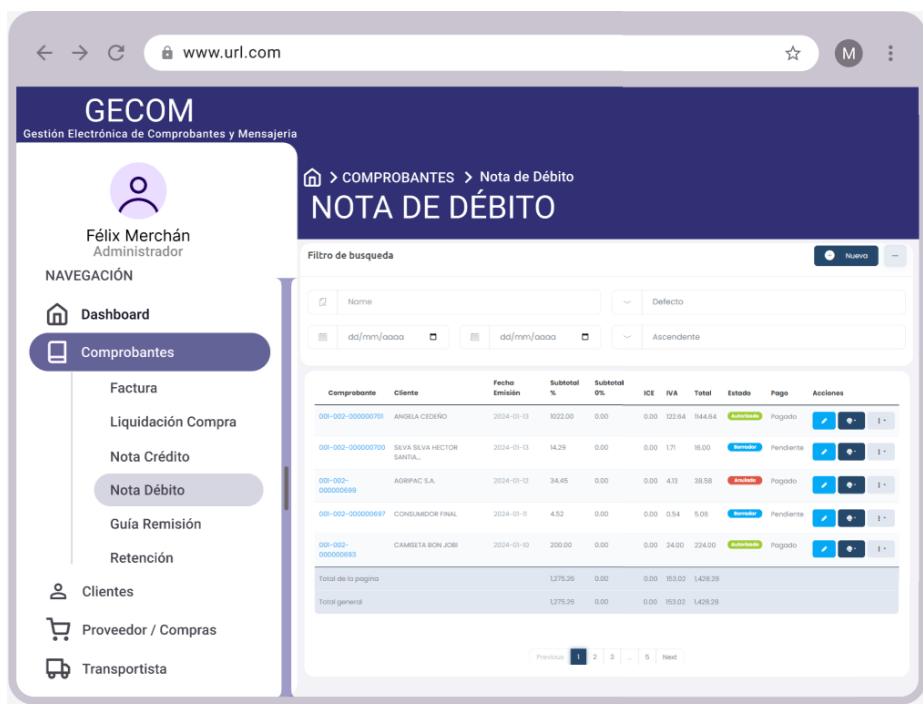 www.url.com
M
GECOM
Gestión Electrónica de Comprobantes y Mensajeria
Félix Merchán
Administrador
NAVEGACIÓN
Dashboard
Comprobantes
Factura
Liquidación Compra
Nota Crédito
Nota Débito
Guía Remisión
Retención
Clientes
Proveedor / Compras
Transportista
> COMPROBANTES > Nota de Débito
NOTA DE DÉBITO
Filtro de busqueda
Nuevo
Name
Defecto
dd/mm/aaaa
dd/mm/aaaa
Ascendente
Comprobante Cliente Fecha Emisión Subtotal % Subtotal 0% ICE IVA Total Estado Pago Acciones
001-002-000000701 ANGELA CEDEÑO 2024-01-13 1022.00 0.00 0.00 122.64 1144.64 Autorizado Pagado
001-002-000000700 SILVA SILVA HECTOR 2024-01-13 14.29 0.00 0.00 1.71 16.00 Borrador Pendiente
SANTIA...
001-002- AGRIPAC S.A. 2024-01-12 34.45 0.00 0.00 4.13 38.58 Anulado Pagado
000000699
001-002-000000697 CONSUMIDOR FINAL 2024-01-11 4.52 0.00 0.00 0.54 5.06 Borrador Pendiente
001-002- CAMISETA BON JOBI 2024-01-10 200.00 0.00 0.00 24.00 224.00 Autorizado Pagado
000000693
Total de la pagina 1,275.26 0.00 0.00 153.02 1,428.28
Total general 1,275.26 0.00 0.00 153.02 1,428.28
Previous 1 2 3 ... 5 Next